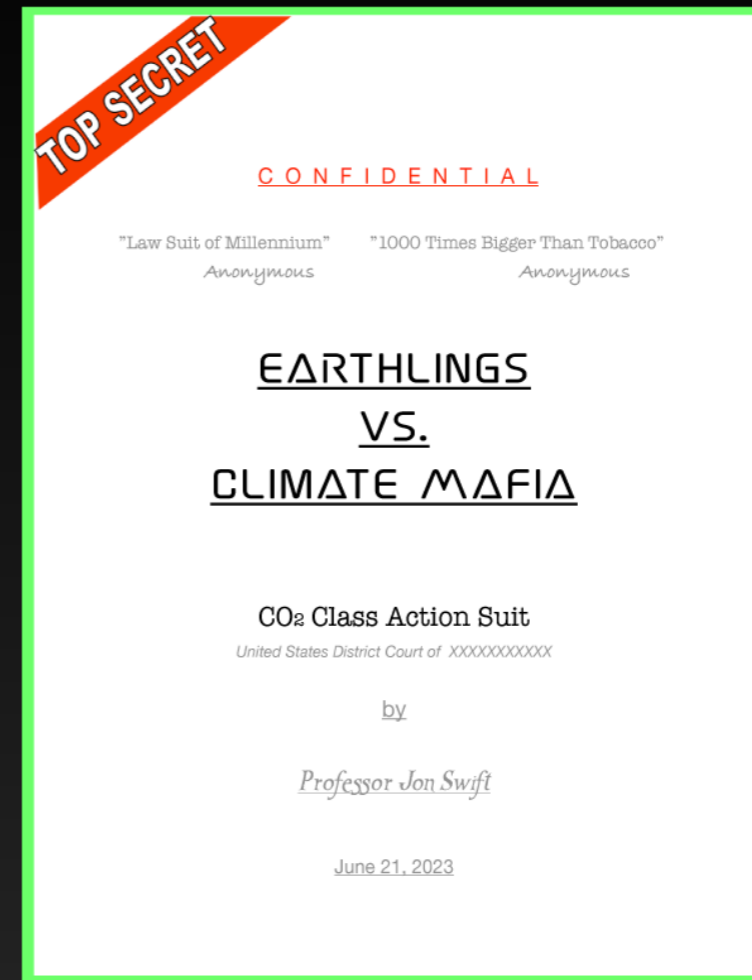 TOP SECRET
CONFIDENTIAL
"Law Suit of Millennium" "1000 Times Bigger Than Tobacco"
Anonymous Anonymous
EARTHLINGS
VS.
CLIMATE MAFIA
CO₂ Class Action Suit
United States District Court of XXXXXXXXXXX
by
Professor Jon Swift
June 21, 2023